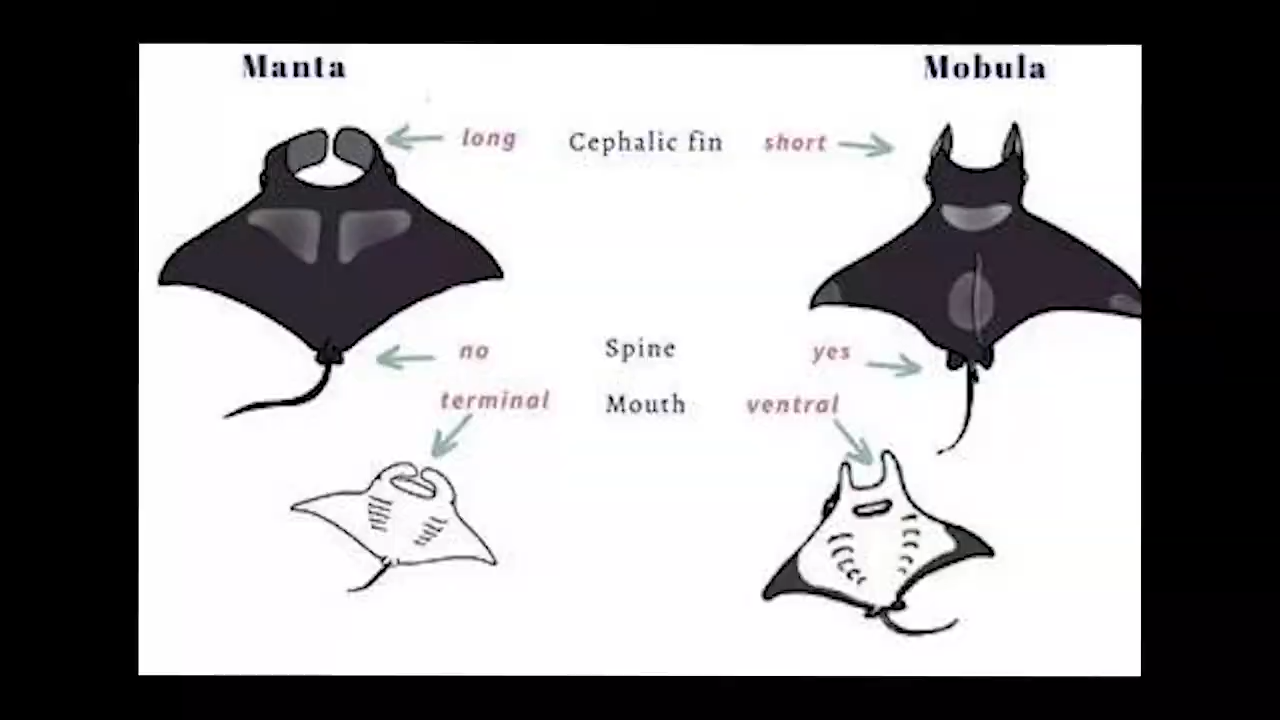 Manta
Mobula
long Cephalic fin short
no Spine yes
terminal Mouth ventral